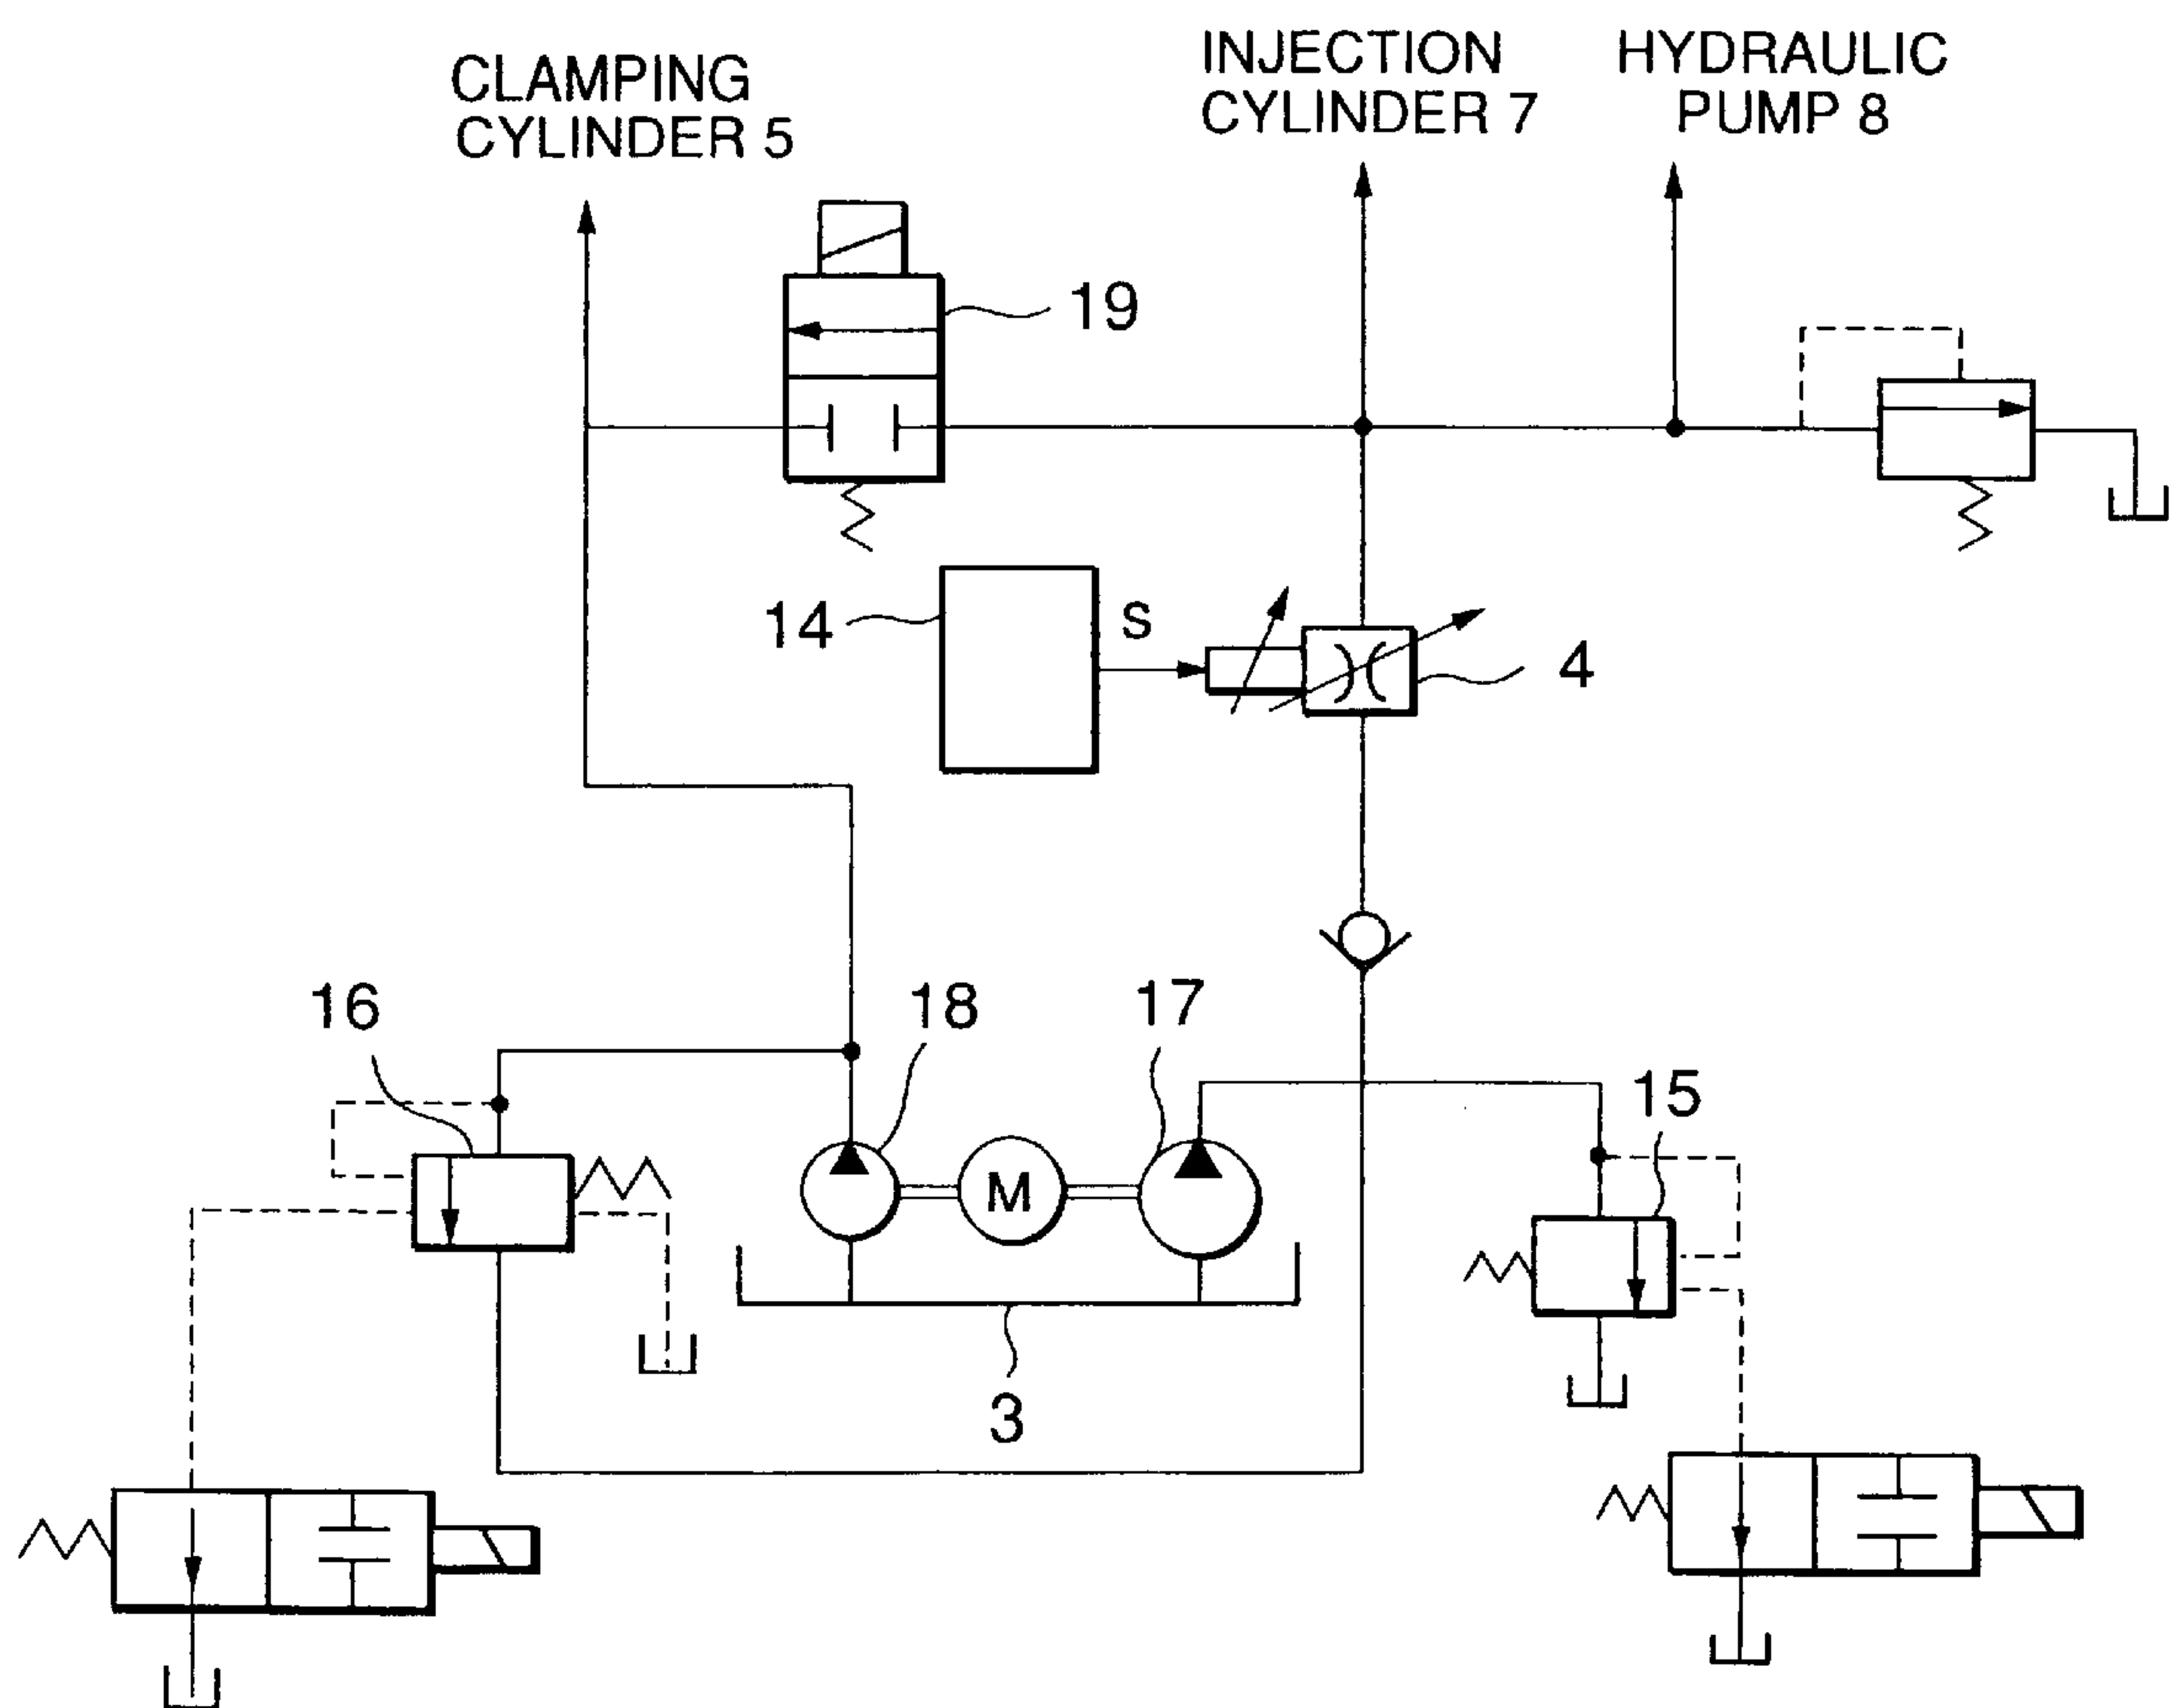 CLAMPING
CYLINDER 5
INJECTION
CYLINDER 7
HYDRAULIC
PUMP 8
19
14
S
4
16
18
17
15
M
3